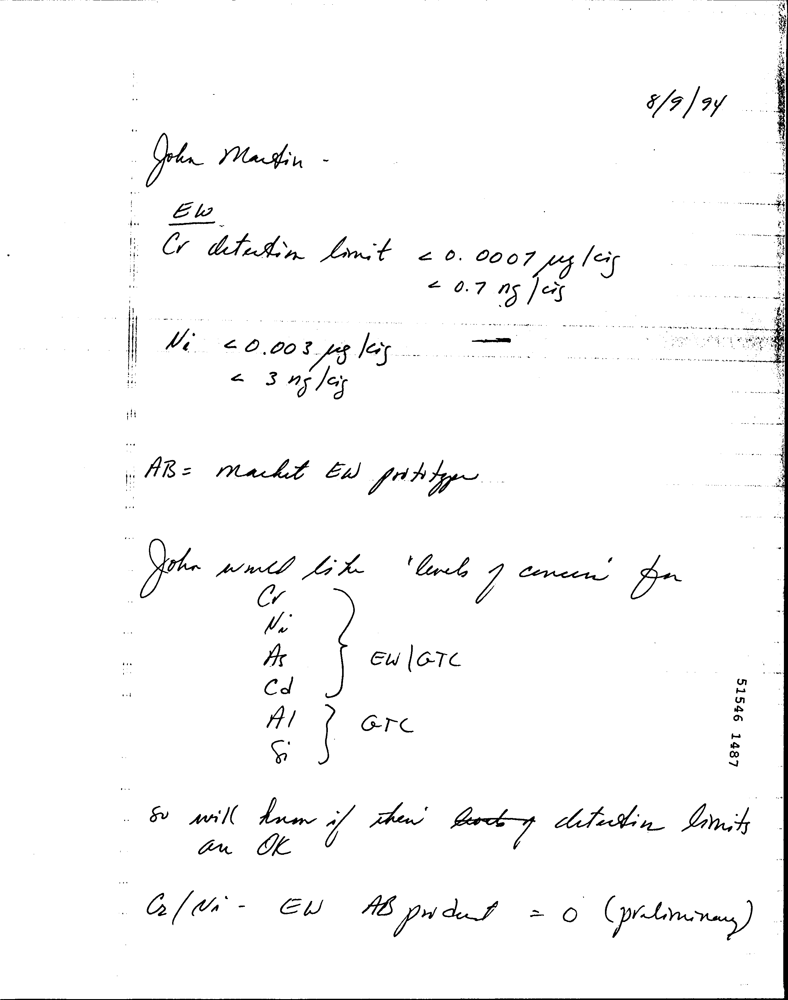 8/9/94
John Martin -
EW
Cr detection limit < 0.0007 µg/cig
< 0.7 ng/cig
Ni < 0.003 µg/cig —
< 3 ng/cig
AB = market EW prototype
John would like 'levels of concern' for
Cr
Ni
As EW/GTC
Cd
Al GTC
Si
51546 1487
so will know if their levels of detection limits
are OK
Cr/Ni - EW AB product = 0 (preliminary)